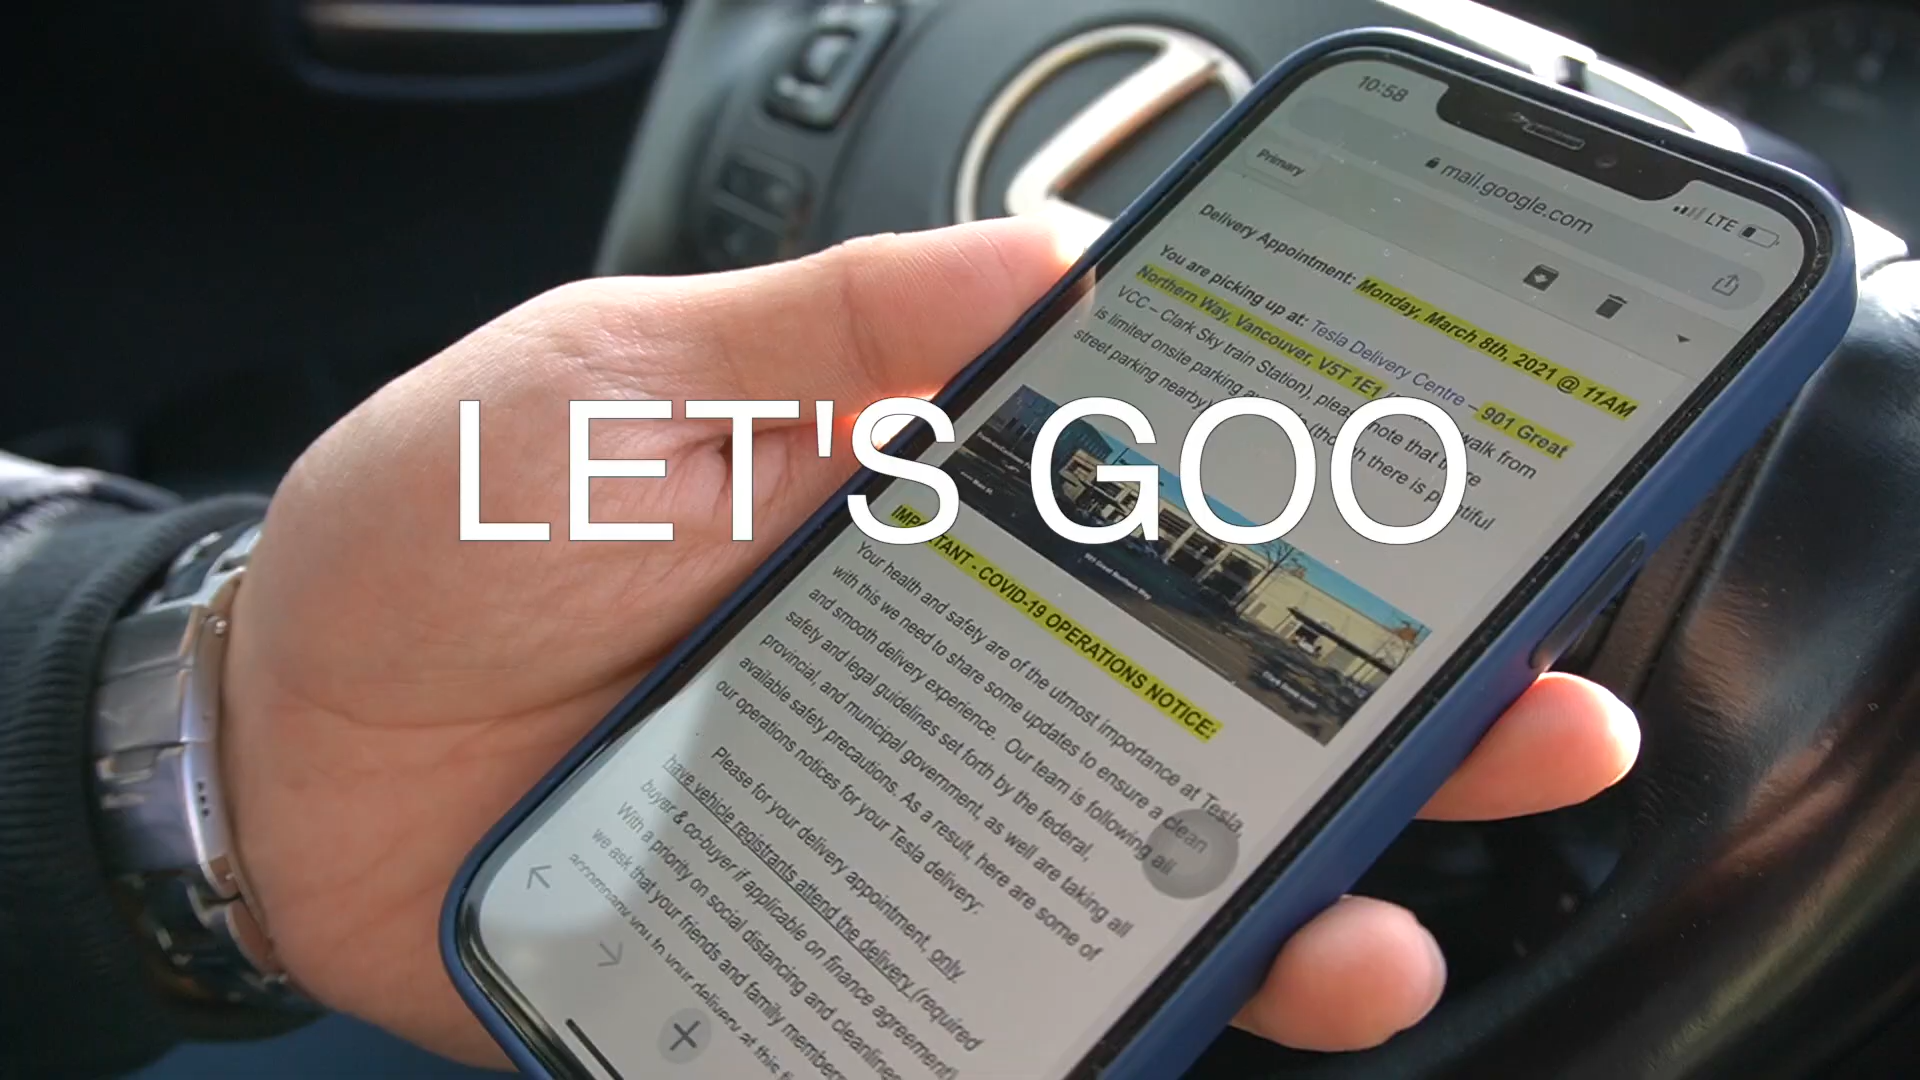 10:58
LTE
mail.google.com
Primary
Delivery Appointment: Monday, March 8th, 2021 @ 11AM
You are picking up at: Tesla Delivery Centre – 901 Great
Northern Way, Vancouver, V5T 1E1 walk from
VCC – Clark Sky train Station), please note that there
is limited onsite parking there is plentiful
street parking nearby)
LET'S GOO
IMPORTANT - COVID-19 OPERATIONS NOTICE:
Your health and safety are of the utmost importance at Tesla,
with this we need to share some updates to ensure a clean
and smooth delivery experience. Our team is following all
safety and legal guidelines set forth by the federal,
provincial, and municipal government, as well are taking all
available safety precautions. As a result, here are some of
our operations notices for your Tesla delivery:
Please for your delivery appointment, only
have vehicle registrants attend the delivery (required
buyer & co-buyer if applicable on finance agreement)
With a priority on social distancing and cleanliness
we ask that your friends and family members
accompany you to your delivery at this